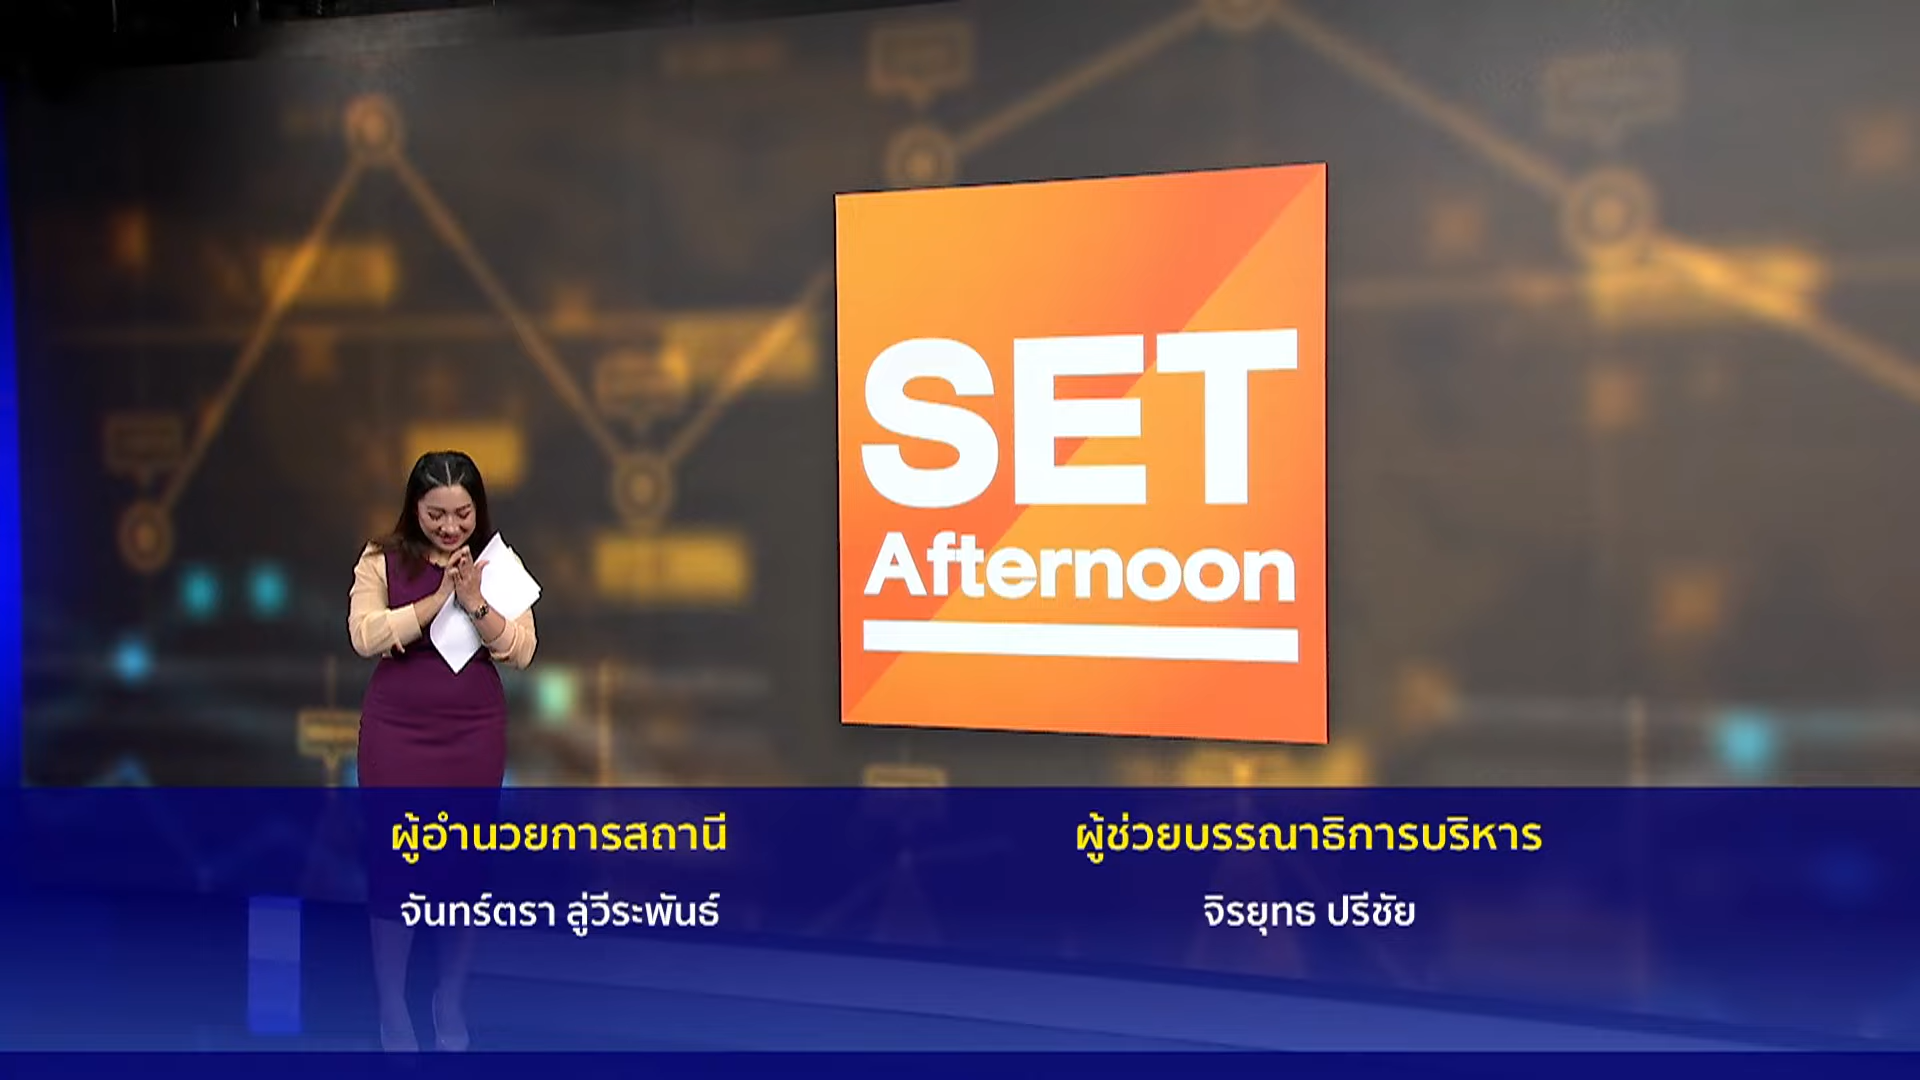 SET
Afternoon
ผู้อำนวยการสถานี
จันทร์ตรา ลู่วีระพันธ์
ผู้ช่วยบรรณาธิการบริหาร
จิรยุทธ ปรีชัย